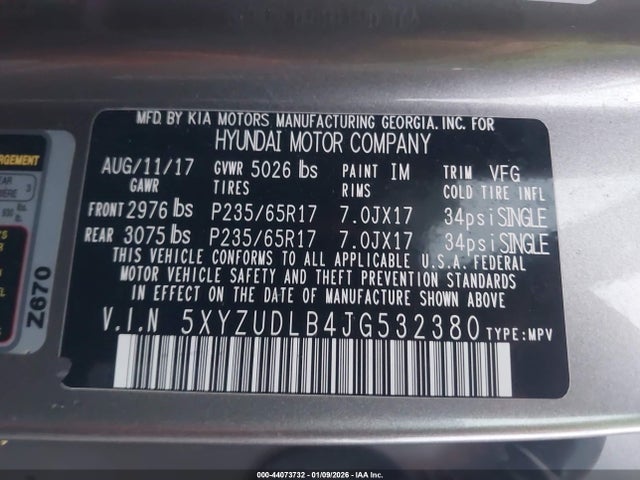 MFD. BY KIA MOTORS MANUFACTURING GEORGIA. INC. FOR
HYUNDAI MOTOR COMPANY
AUG/11/17 GVWR 5026 lbs PAINT IM TRIM VFG
GAWR TIRES RIMS COLD TIRE INFL
FRONT 2976 lbs P235/65R17 7.0JX17 34psi SINGLE
REAR 3075 lbs P235/65R17 7.0JX17 34psi SINGLE
THIS VEHICLE CONFORMS TO ALL APPLICABLE U.S.A. FEDERAL
MOTOR VEHICLE SAFETY AND THEFT PREVENTION STANDARDS
IN EFFECT ON THE DATE OF MANUFACTURE SHOWN ABOVE
V.I.N 5XYZUDLB4JG532380 TYPE:MPV
Z670
000-44073732 - 01/09/2026 - IAA Inc.